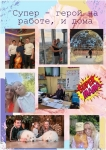 Супер - герой на
работе, и дома